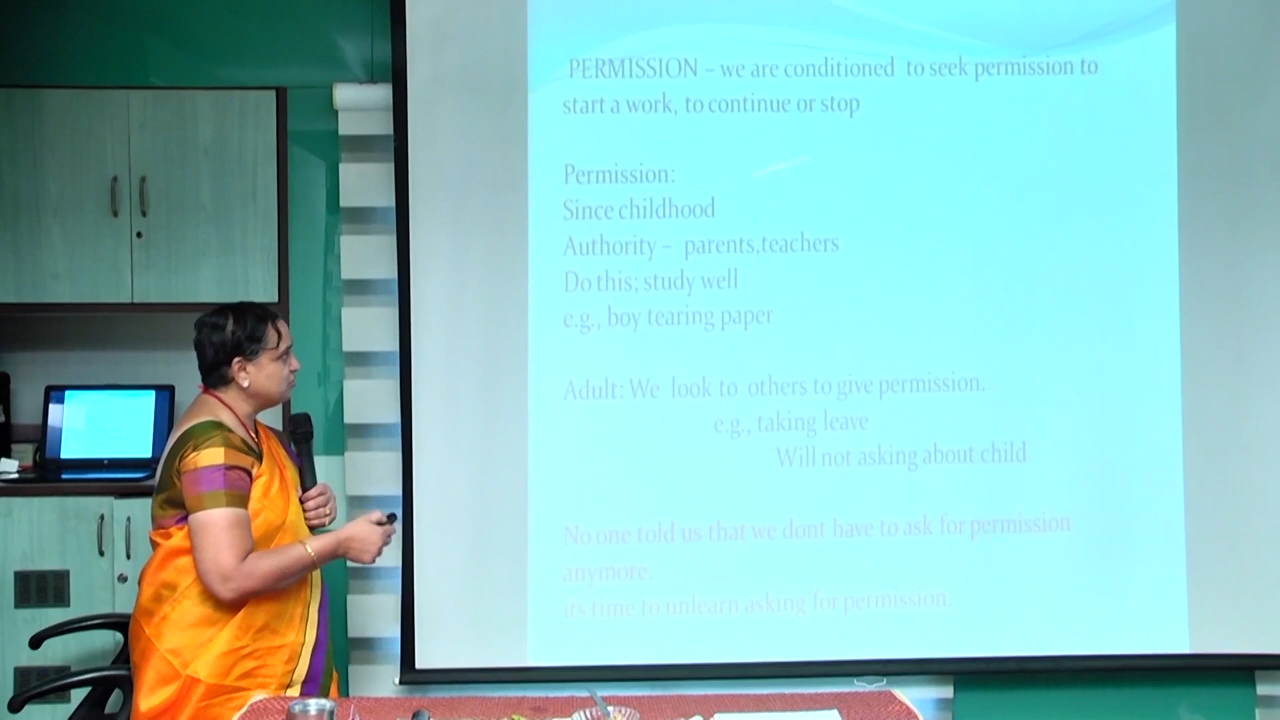 PERMISSION – we are conditioned to seek permission to
start a work, to continue or stop
Permission:
Since childhood
Authority – parents,teachers
Do this; study well
e.g., boy tearing paper
Adult: We look to others to give permission.
e.g., taking leave
Will not asking about child
No one told us that we dont have to ask for permission
anymore.
its time to unlearn asking for permission.